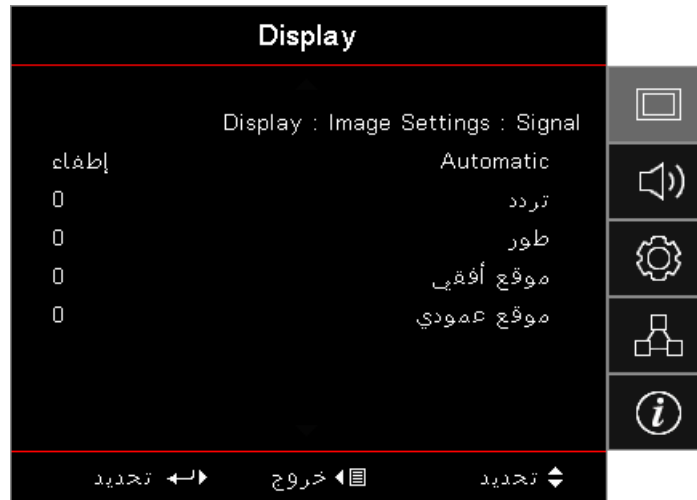 Display
Display : Image Settings : Signal
Automatic إطفاء
تردد 0
طور 0
موقع أفقي 0
موقع عمودي 0
تحديد خروج تحديد